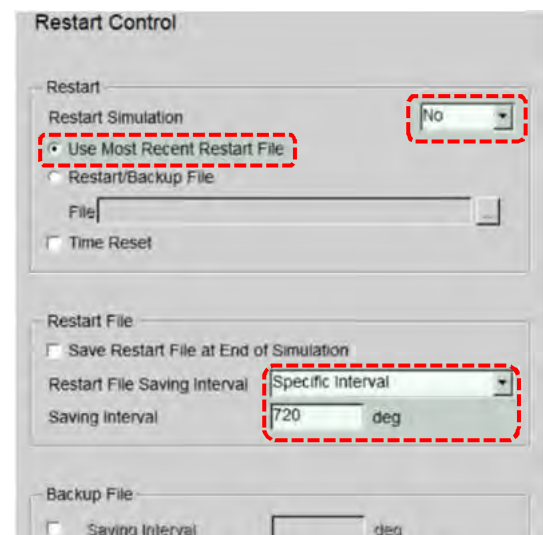 Restart Control
Restart
Restart Simulation No
Use Most Recent Restart File
Restart/Backup File
File ...
Time Reset
Restart File
Save Restart File at End of Simulation
Restart File Saving Interval Specific Interval
Saving Interval 720 deg
Backup File
Saving Interval deg